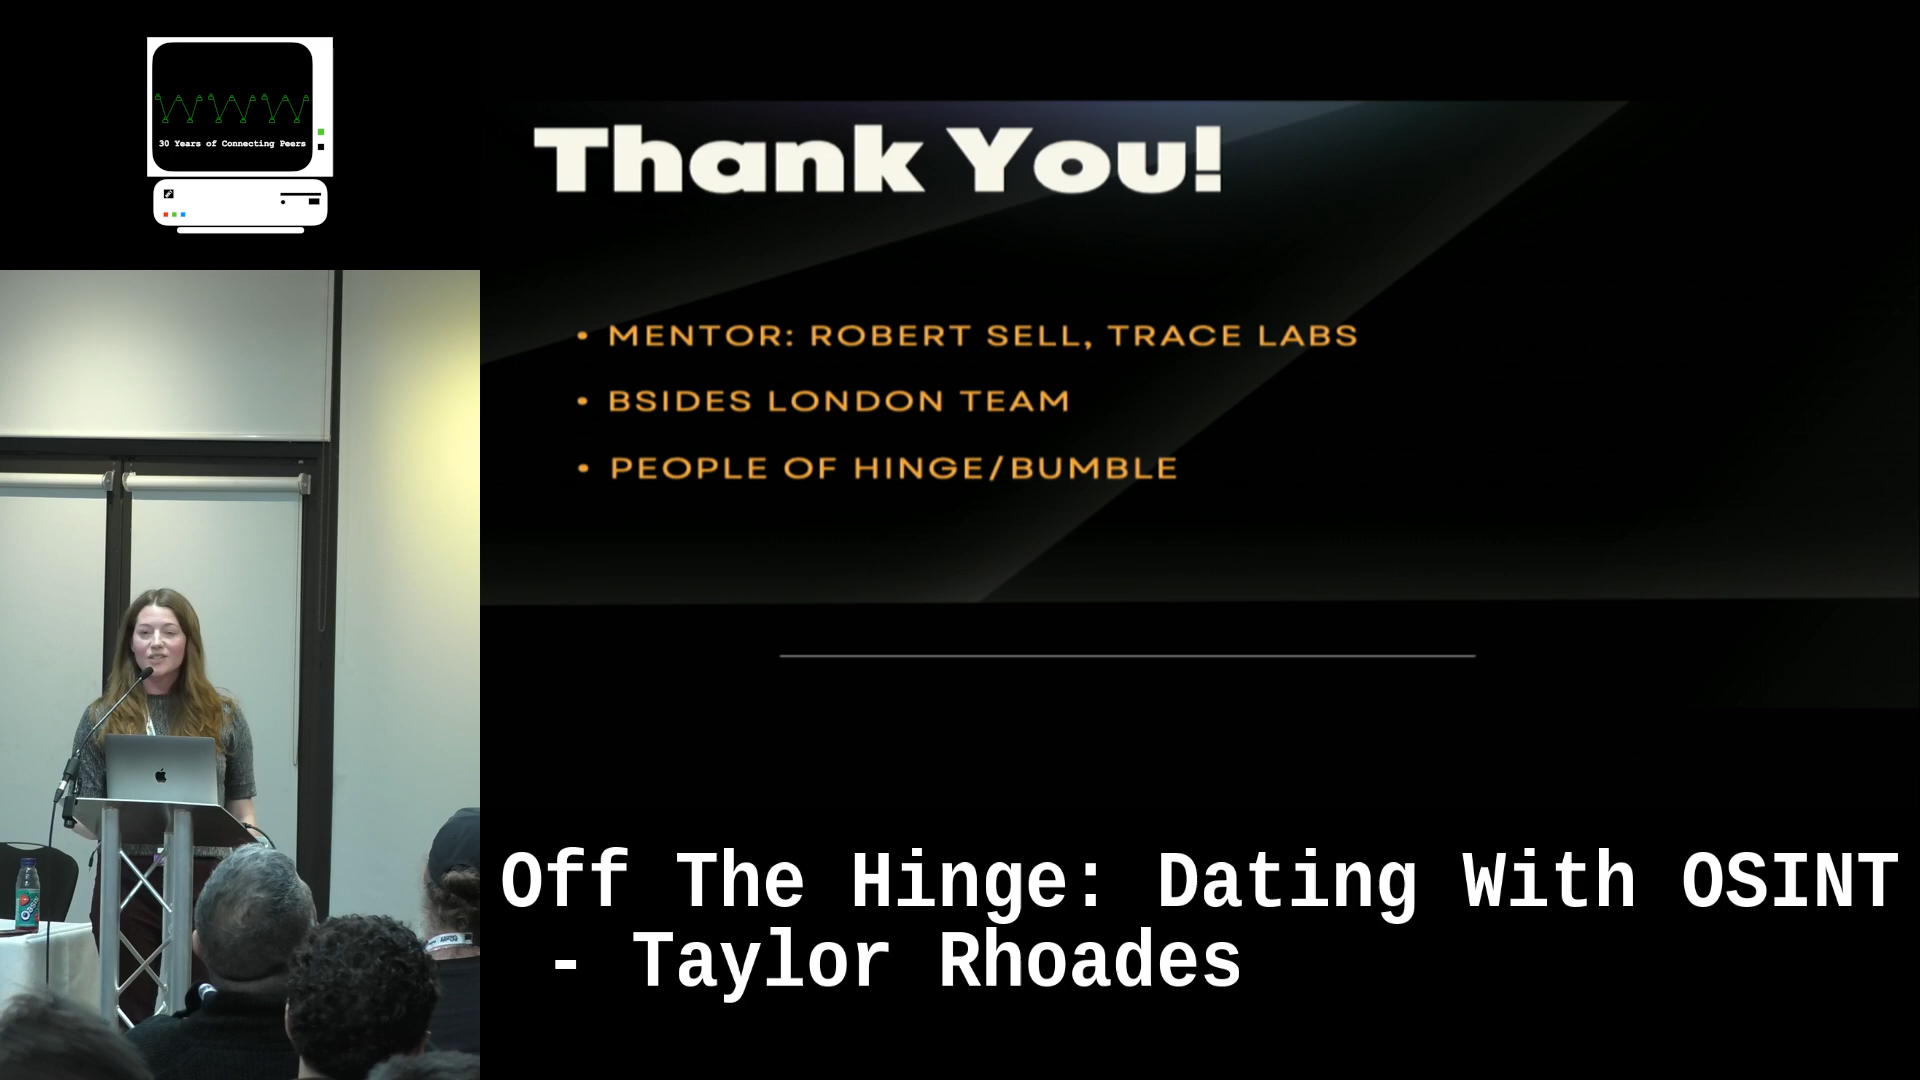 30 Years of Connecting Peers
Thank You!
• MENTOR: ROBERT SELL, TRACE LABS
• BSIDES LONDON TEAM
• PEOPLE OF HINGE/BUMBLE
Off The Hinge: Dating With OSINT
- Taylor Rhoades